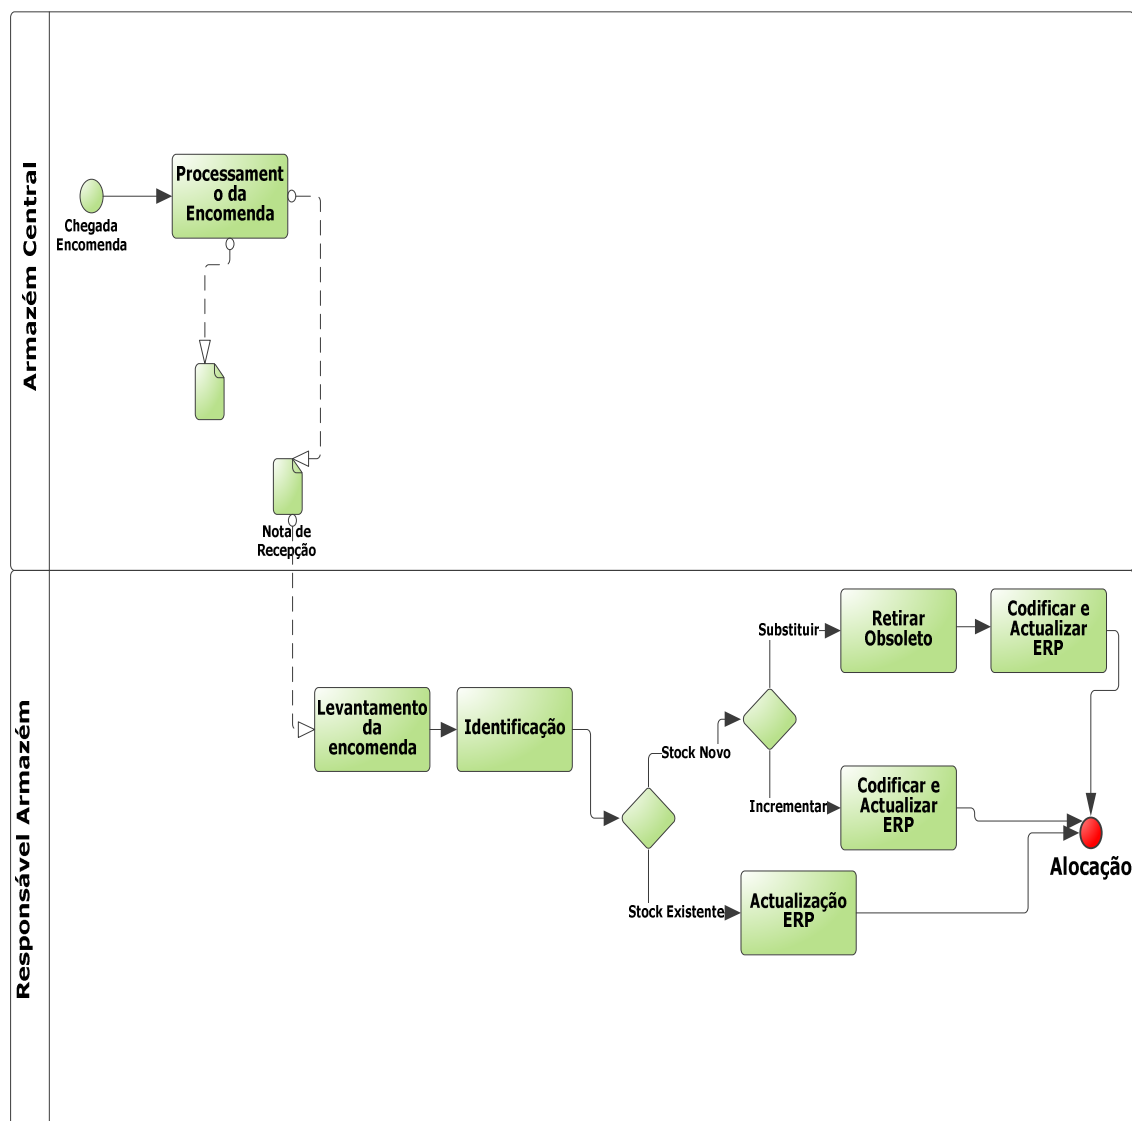 Armazém Central
Processament
o da
Encomenda
Chegada
Encomenda
Nota de
Recepção
Responsável Armazém
Levantamento
da
encomenda
Identificação
Stock Novo
Stock Existente
Substituir
Incrementar
Retirar
Obsoleto
Codificar e
Actualizar
ERP
Codificar e
Actualizar
ERP
Actualização
ERP
Alocação